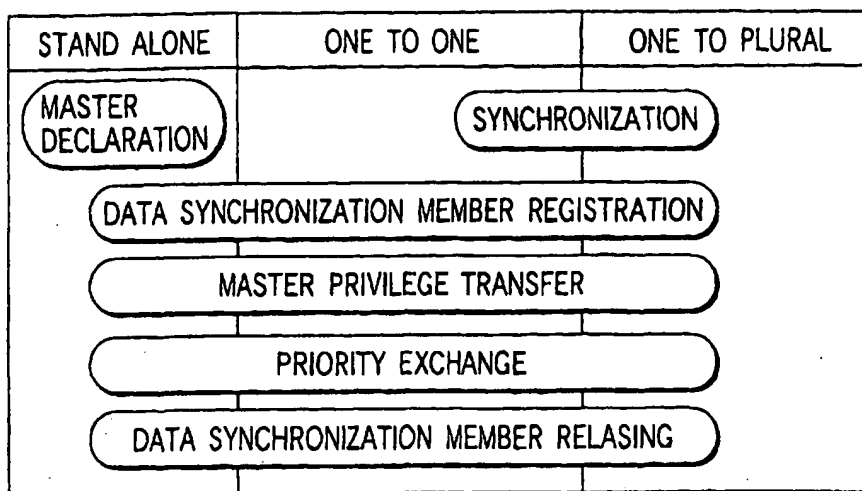 STAND ALONE ONE TO ONE ONE TO PLURAL
MASTER
DECLARATION
SYNCHRONIZATION
DATA SYNCHRONIZATION MEMBER REGISTRATION
MASTER PRIVILEGE TRANSFER
PRIORITY EXCHANGE
DATA SYNCHRONIZATION MEMBER RELASING